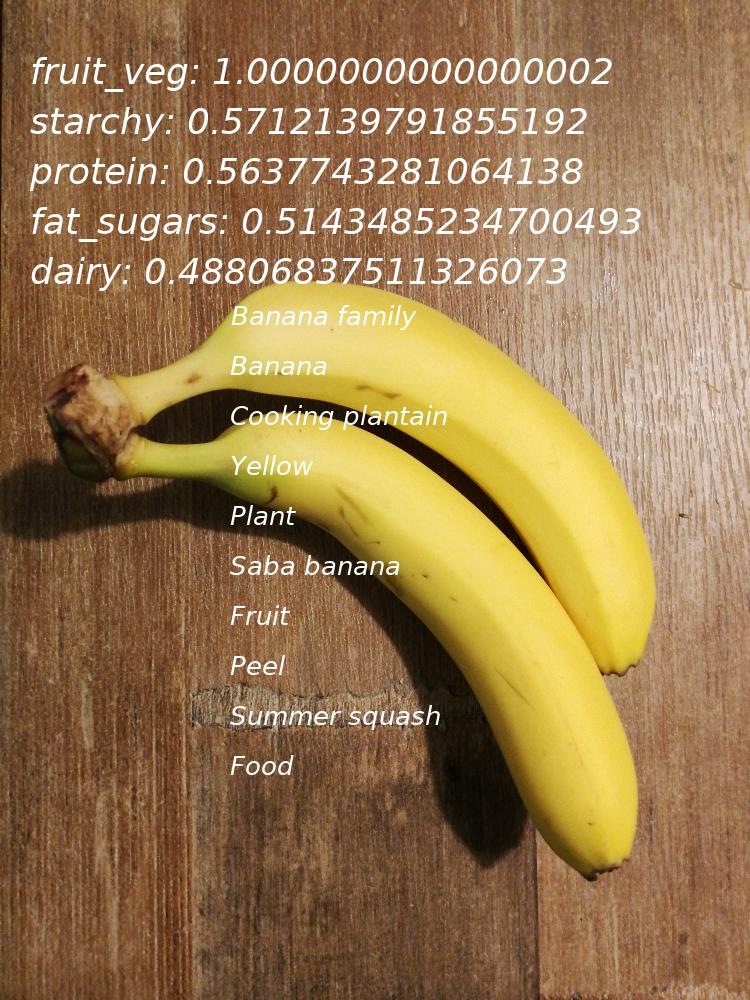 fruit_veg: 1.0000000000000002
starchy: 0.5712139791855192
protein: 0.5637743281064138
fat_sugars: 0.5143485234700493
dairy: 0.48806837511326073
Banana family
Banana
Cooking plantain
Yellow
Plant
Saba banana
Fruit
Peel
Summer squash
Food